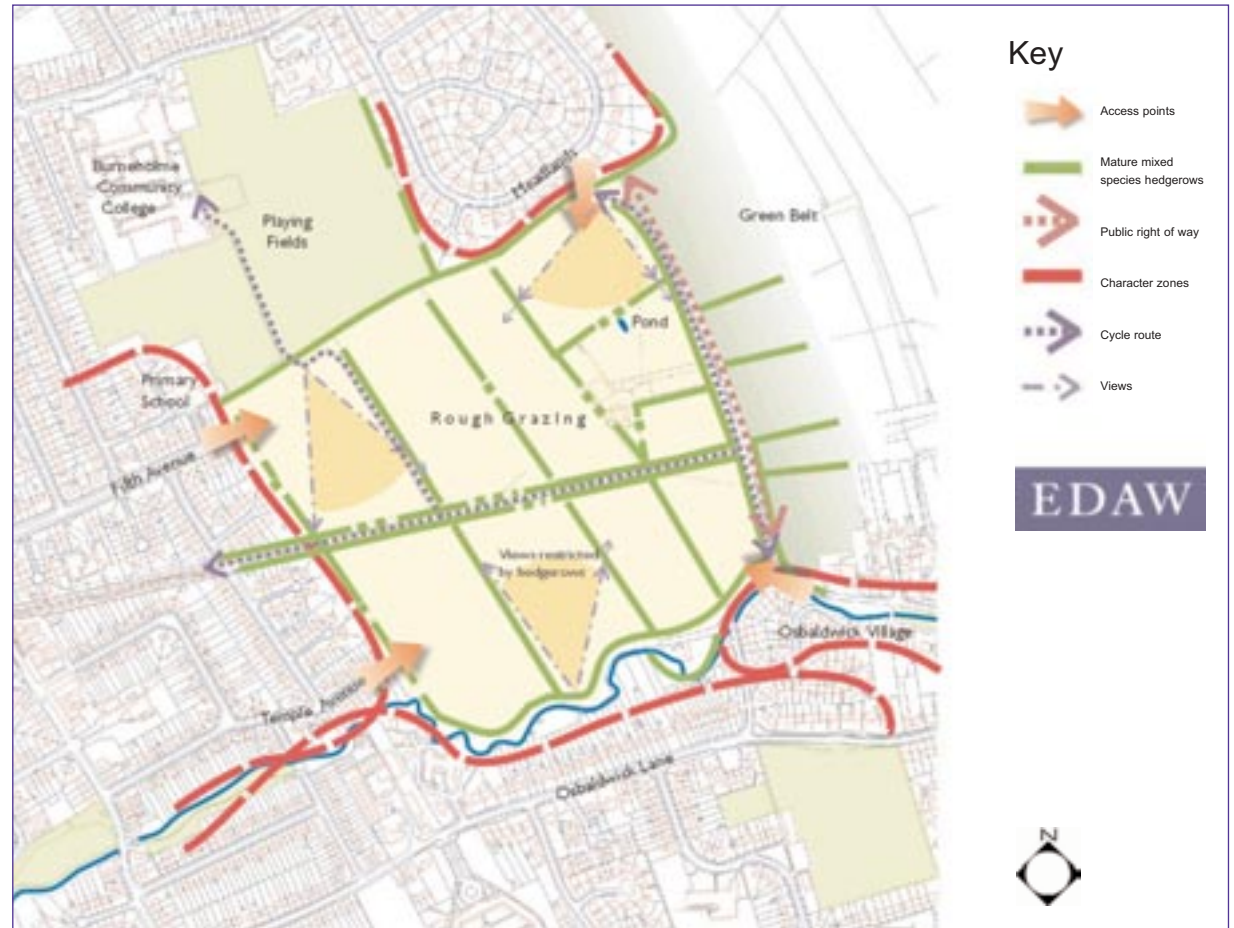 Key
Access points
Mature mixed
species hedgerows
Public right of way
Character zones
Cycle route
Views
EDAW
N
Burneholme
Community
College
Playing
Fields
Meadlands
Green Belt
Pond
Primary
School
Rough Grazing
Fifth Avenue
Views restricted
by hedgerows
Osbaldwick Village
Temple Avenue
Osbaldwick Lane